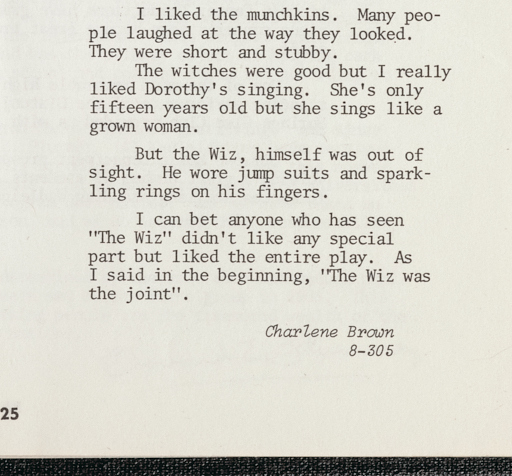 I liked the munchkins. Many peo-
ple laughed at the way they looked.
They were short and stubby.
The witches were good but I really
liked Dorothy's singing. She's only
fifteen years old but she sings like a
grown woman.
But the Wiz, himself was out of
sight. He wore jump suits and spark-
ling rings on his fingers.
I can bet anyone who has seen
"The Wiz" didn't like any special
part but liked the entire play. As
I said in the beginning, "The Wiz was
the joint".
Charlene Brown
8-305
25